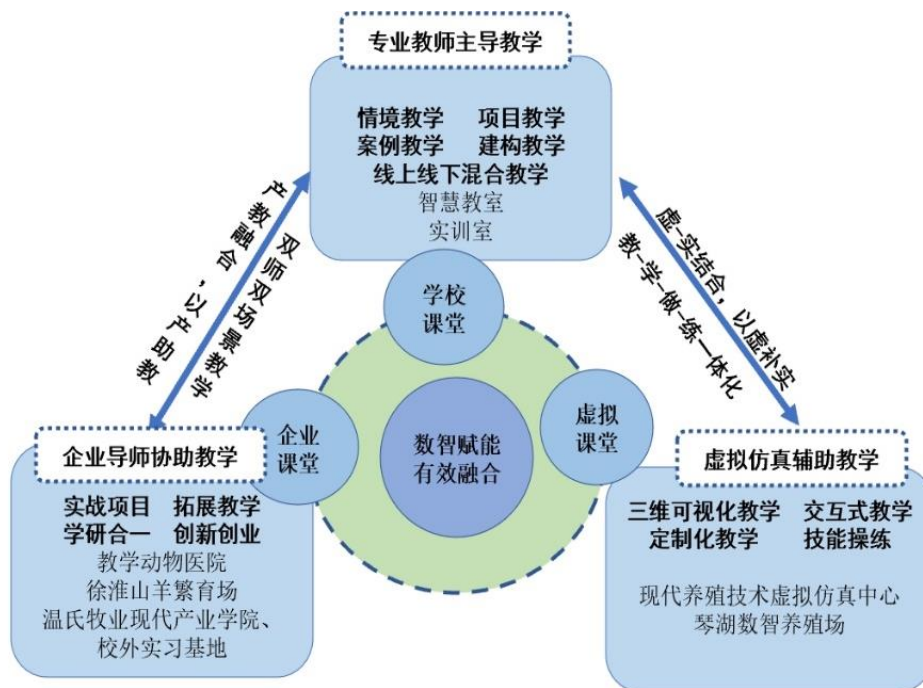 专业教师主导教学
情境教学 项目教学
案例教学 建构教学
线上线下混合教学
智慧教室
实训室
产教融合，以产助教
双师双场景教学
虚-实结合，以虚补实
教-学-做-练一体化
学校
课堂
企业
课堂
虚拟
课堂
数智赋能
有效融合
企业导师协助教学
实战项目 拓展教学
学研合一 创新创业
教学动物医院
徐淮山羊繁育场
温氏牧业现代产业学院、
校外实习基地
虚拟仿真辅助教学
三维可视化教学 交互式教学
定制化教学 技能操练
现代养殖技术虚拟仿真中心
琴湖数智养殖场